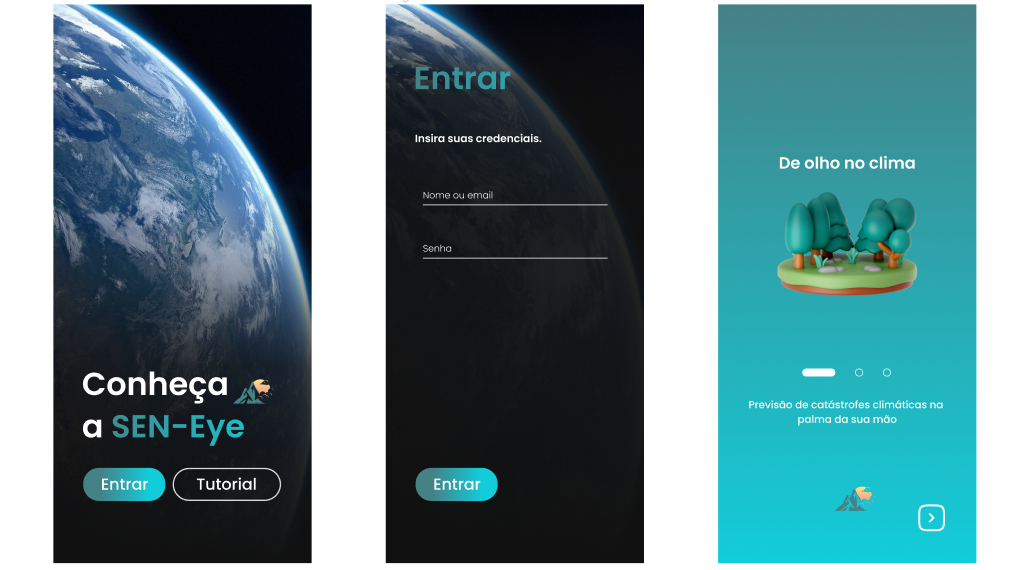 Conheça
a SEN-Eye
Entrar
Tutorial
Entrar
Insira suas credenciais.
Nome ou email
Senha
Entrar
De olho no clima
Previsão de catástrofes climáticas na
palma da sua mão